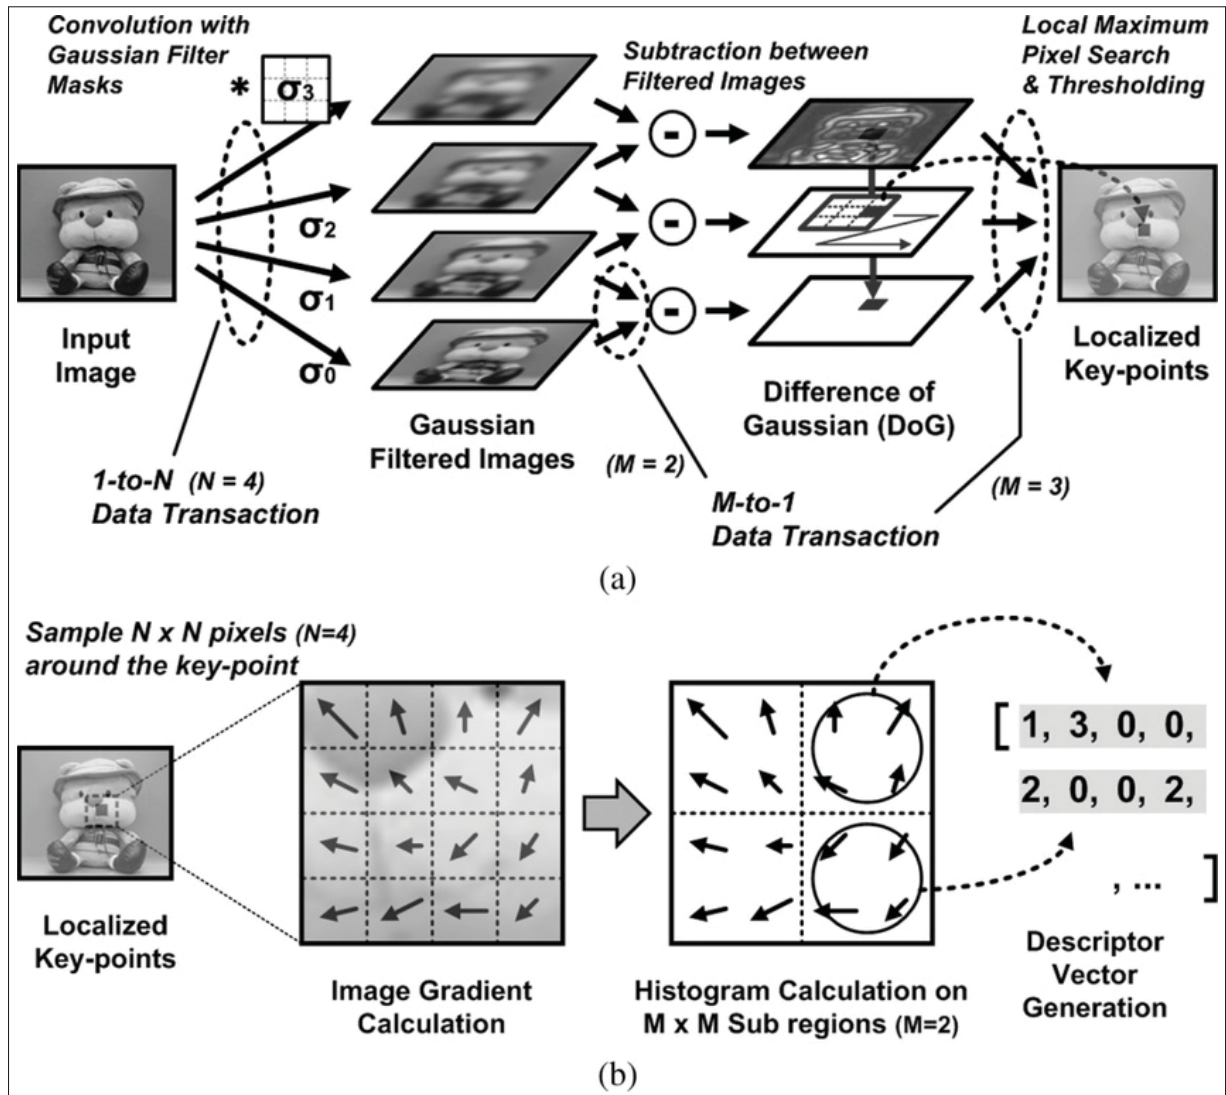 Convolution with
Gaussian Filter
Masks
*
σ3
Subtraction between
Filtered Images
Local Maximum
Pixel Search
& Thresholding
-
σ2
-
σ1
-
σ0
Input
Image
Gaussian
Filtered Images
Difference of
Gaussian (DoG)
Localized
Key-points
1-to-N (N = 4)
Data Transaction
(M = 2)
M-to-1
Data Transaction
(M = 3)
(a)
Sample N x N pixels (N=4)
around the key-point
[ 1, 3, 0, 0,
2, 0, 0, 2,
, ... ]
Localized
Key-points
Image Gradient
Calculation
Histogram Calculation on
M x M Sub regions (M=2)
Descriptor
Vector
Generation
(b)